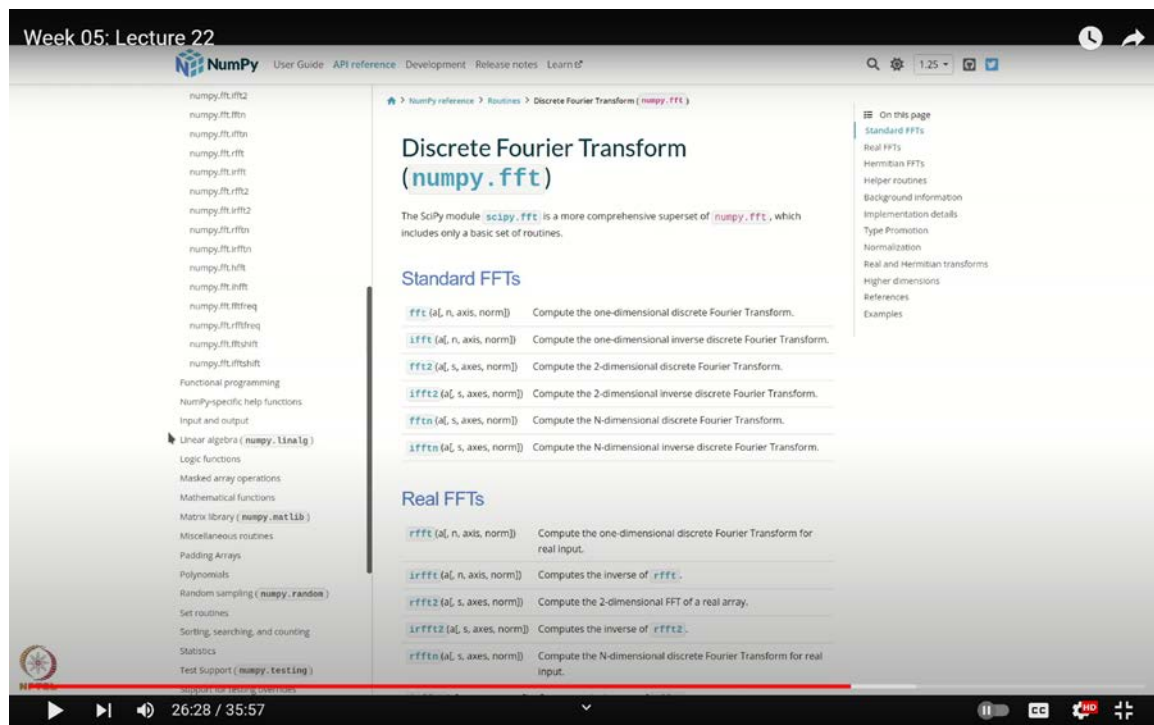 Week 05: Lecture 22
NumPy User Guide API reference Development Release notes Learn 1.25
numpy.fft.ifft2
numpy.fft.fftn
numpy.fft.ifftn
numpy.fft.rfft
numpy.fft.irfft
numpy.fft.rfft2
numpy.fft.irfft2
numpy.fft.rfftn
numpy.fft.irfftn
numpy.fft.hfft
numpy.fft.ihfft
numpy.fft.fftfreq
numpy.fft.rfftfreq
numpy.fft.fftshift
numpy.fft.ifftshift
Functional programming
NumPy-specific help functions
Input and output
Linear algebra ( numpy.linalg )
Logic functions
Masked array operations
Mathematical functions
Matrix library ( numpy.matlib )
Miscellaneous routines
Padding Arrays
Polynomials
Random sampling ( numpy.random )
Set routines
Sorting, searching, and counting
Statistics
Test Support ( numpy.testing )
Support for testing overrides
> NumPy reference > Routines > Discrete Fourier Transform ( numpy.fft )
Discrete Fourier Transform
(numpy.fft)
The SciPy module scipy.fft is a more comprehensive superset of numpy.fft , which
includes only a basic set of routines.
Standard FFTs
fft (a[, n, axis, norm]) Compute the one-dimensional discrete Fourier Transform.
ifft (a[, n, axis, norm]) Compute the one-dimensional inverse discrete Fourier Transform.
fft2 (a[, s, axes, norm]) Compute the 2-dimensional discrete Fourier Transform.
ifft2 (a[, s, axes, norm]) Compute the 2-dimensional inverse discrete Fourier Transform.
fftn (a[, s, axes, norm]) Compute the N-dimensional discrete Fourier Transform.
ifftn (a[, s, axes, norm]) Compute the N-dimensional inverse discrete Fourier Transform.
Real FFTs
rfft (a[, n, axis, norm]) Compute the one-dimensional discrete Fourier Transform for
real input.
irfft (a[, n, axis, norm]) Computes the inverse of rfft .
rfft2 (a[, s, axes, norm]) Compute the 2-dimensional FFT of a real array.
irfft2 (a[, s, axes, norm]) Computes the inverse of rfft2 .
rfftn (a[, s, axes, norm]) Compute the N-dimensional discrete Fourier Transform for real
input.
On this page
Standard FFTs
Real FFTs
Hermitian FFTs
Helper routines
Background information
Implementation details
Type Promotion
Normalization
Real and Hermitian transforms
Higher dimensions
References
Examples
NPTEL
26:28 / 35:57
CC
HD